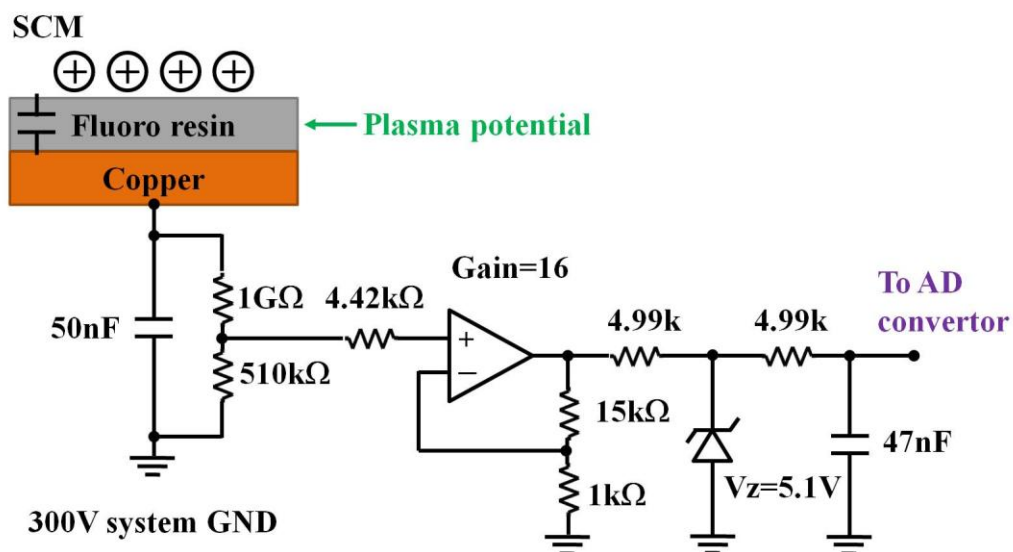 SCM
+ + + +
Fluoro resin
Plasma potential
Copper
Gain=16
To AD
convertor
50nF
1GΩ
4.42kΩ
4.99k
4.99k
+
−
510kΩ
15kΩ
47nF
1kΩ
Vz=5.1V
300V system GND